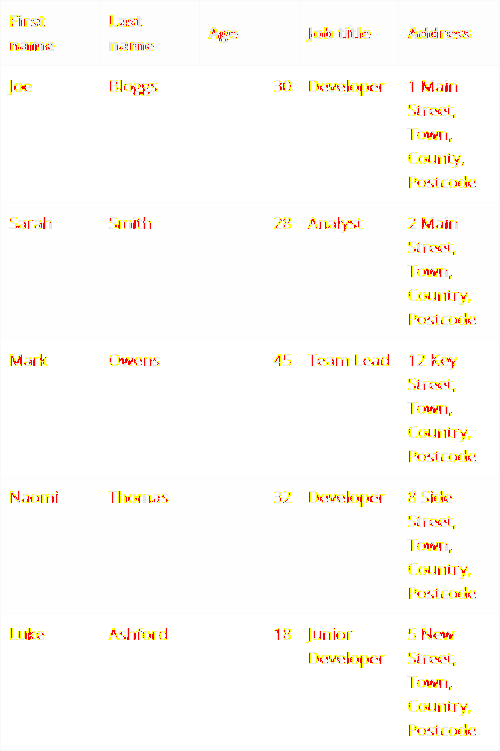 First name Last name Age Job title Address
Joe Bloggs 30 Developer 1 Main
Street,
Town,
County,
Postcode
Sarah Smith 28 Analyst 2 Main
Street,
Town,
Country,
Postcode
Mark Owens 45 Team Lead 12 Key
Street,
Town,
Country,
Postcode
Naomi Thomas 32 Developer 8 Side
Street,
Town,
Country,
Postcode
Luke Ashford 18 Junior Developer 5 New
Street,
Town,
Country,
Postcode